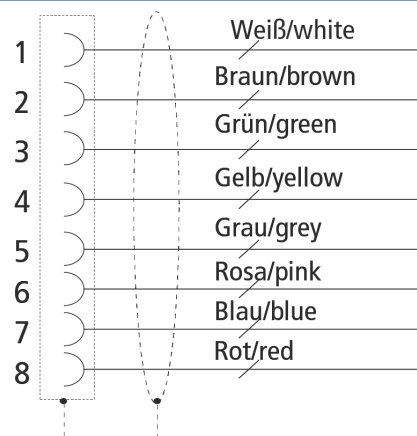 1 Weiß/white
2 Braun/brown
3 Grün/green
4 Gelb/yellow
5 Grau/grey
6 Rosa/pink
7 Blau/blue
8 Rot/red